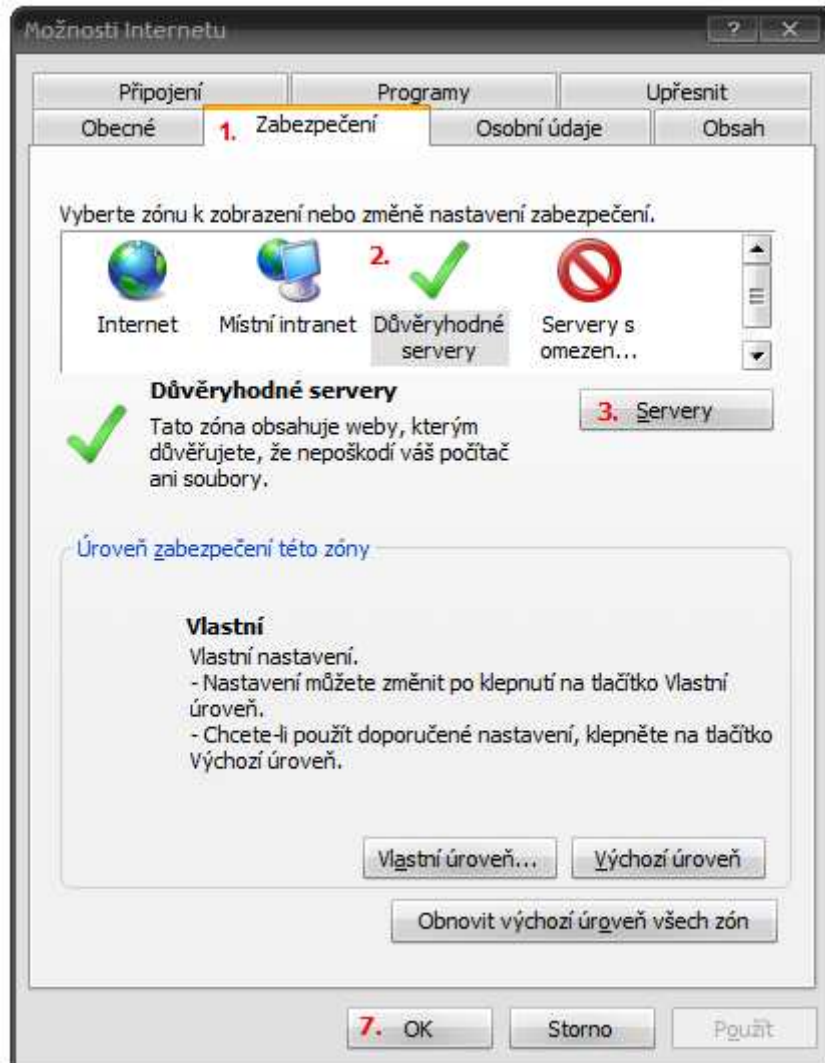 Možnosti Internetu
Připojení Programy Upřesnit
Obecné 1. Zabezpečení Osobní údaje Obsah
Vyberte zónu k zobrazení nebo změně nastavení zabezpečení.
2.
Internet Místní intranet Důvěryhodné servery Servery s omezen...
Důvěryhodné servery
3. Servery
Tato zóna obsahuje weby, kterým
důvěřujete, že nepoškodí váš počítač
ani soubory.
Úroveň zabezpečení této zóny
Vlastní
Vlastní nastavení.
- Nastavení můžete změnit po klepnutí na tlačítko Vlastní
úroveň.
- Chcete-li použít doporučené nastavení, klepněte na tlačítko
Výchozí úroveň.
Vlastní úroveň... Výchozí úroveň
Obnovit výchozí úroveň všech zón
7. OK Storno Použít